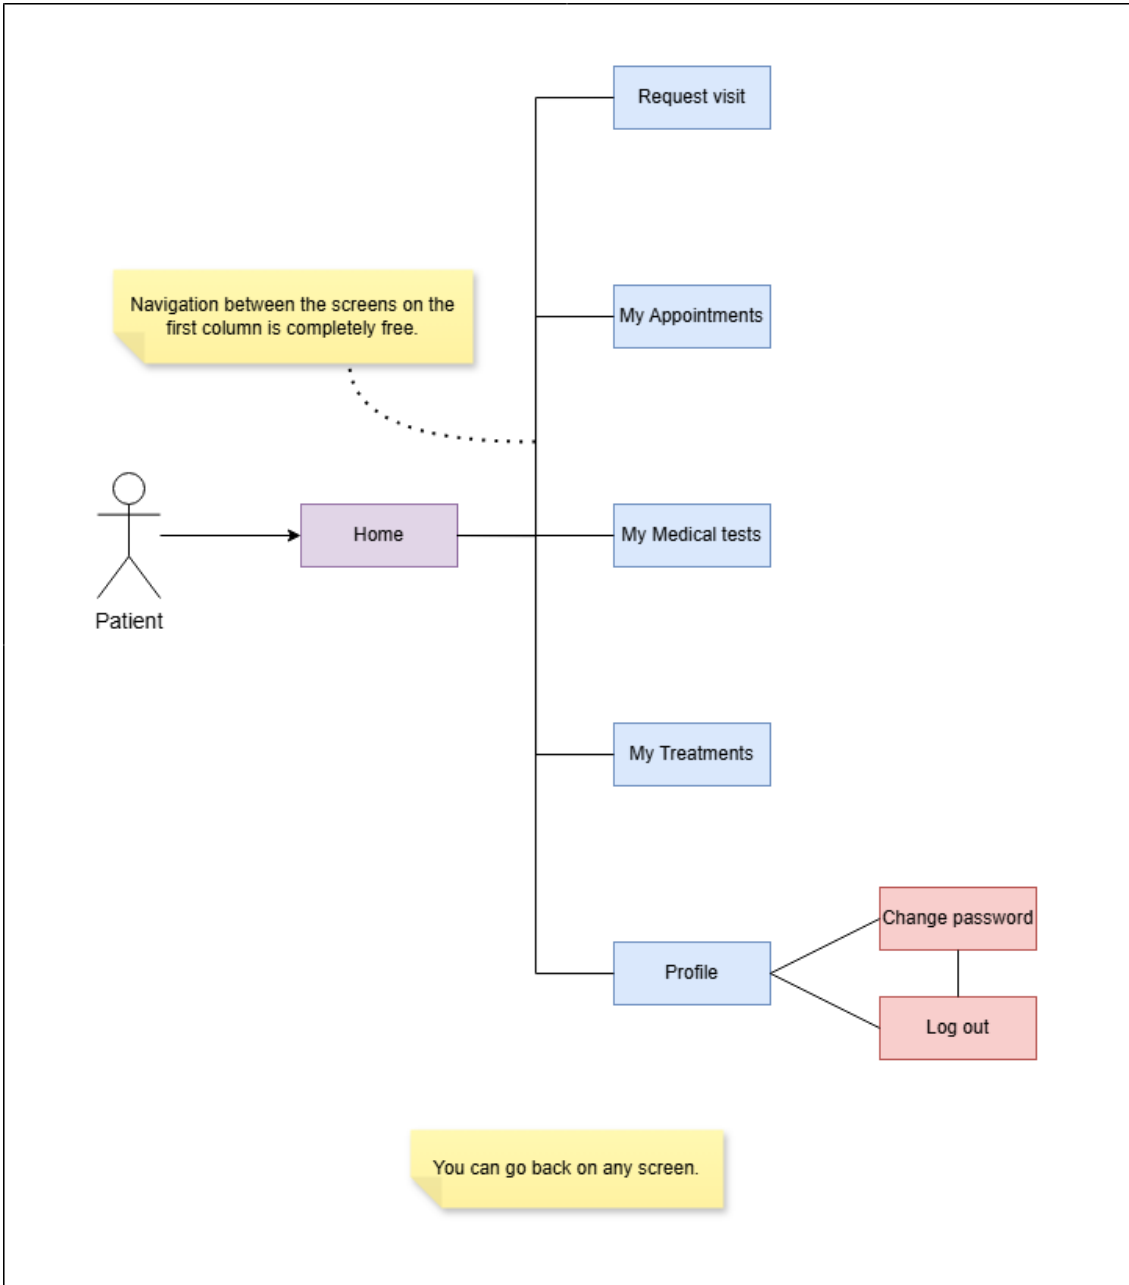 Request visit
My Appointments
Navigation between the screens on the
first column is completely free.
Home
My Medical tests
Patient
My Treatments
Change password
Profile
Log out
You can go back on any screen.